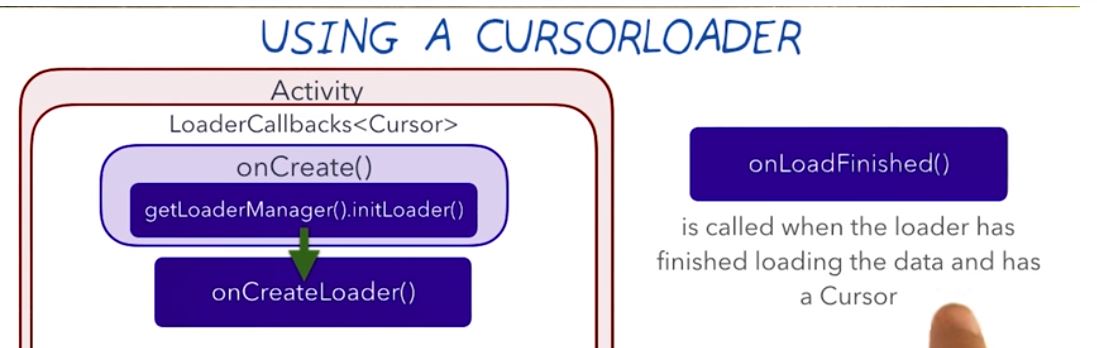 USING A CURSORLOADER
Activity
LoaderCallbacks<Cursor>
onCreate()
getLoaderManager().initLoader()
onCreateLoader()
onLoadFinished()
is called when the loader has
finished loading the data and has
a Cursor